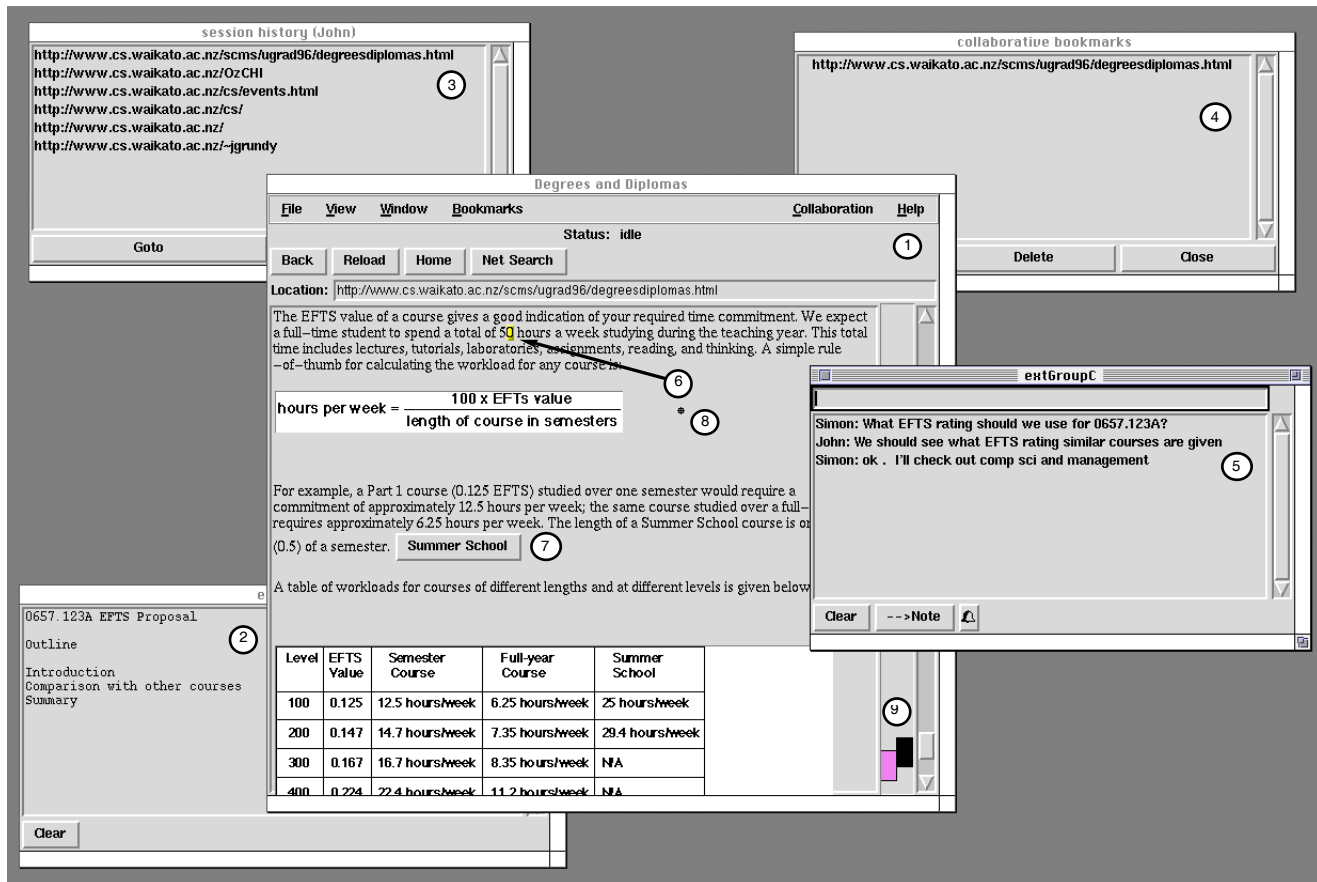 session history (John)
http://www.cs.waikato.ac.nz/scms/ugrad96/degreesdiplomas.html
http://www.cs.waikato.ac.nz/OzCHI
http://www.cs.waikato.ac.nz/cs/events.html
http://www.cs.waikato.ac.nz/cs/
http://www.cs.waikato.ac.nz/
http://www.cs.waikato.ac.nz/~jgrundy
3
Goto
collaborative bookmarks
http://www.cs.waikato.ac.nz/scms/ugrad96/degreesdiplomas.html
4
Delete Close
Degrees and Diplomas
File View Window Bookmarks Collaboration Help
Status: idle
1
Back Reload Home Net Search
Location: http://www.cs.waikato.ac.nz/scms/ugrad96/degreesdiplomas.html
The EFTS value of a course gives a good indication of your required time commitment. We expect
a full-time student to spend a total of 50 hours a week studying during the teaching year. This total
time includes lectures, tutorials, laboratories, assignments, reading, and thinking. A simple rule
-of-thumb for calculating the workload for any course is:
6
hours per week = 100 x EFTs value
length of course in semesters
8
For example, a Part 1 course (0.125 EFTS) studied over one semester would require a
commitment of approximately 12.5 hours per week; the same course studied over a full-
requires approximately 6.25 hours per week. The length of a Summer School course is
(0.5) of a semester. Summer School 7
A table of workloads for courses of different lengths and at different levels is given below
Level EFTS Value Semester Course Full-year Course Summer School
100 0.125 12.5 hours/week 6.25 hours/week 25 hours/week
200 0.147 14.7 hours/week 7.35 hours/week 29.4 hours/week
300 0.167 16.7 hours/week 8.35 hours/week N/A
400 0.224 22.4 hours/week 11.2 hours/week N/A
9
extGroupC
Simon: What EFTS rating should we use for 0657.123A?
John: We should see what EFTS rating similar courses are given
Simon: ok . I'll check out comp sci and management
5
Clear -->Note
0657.123A EFTS Proposal
2
Outline
Introduction
Comparison with other courses
Summary
Clear